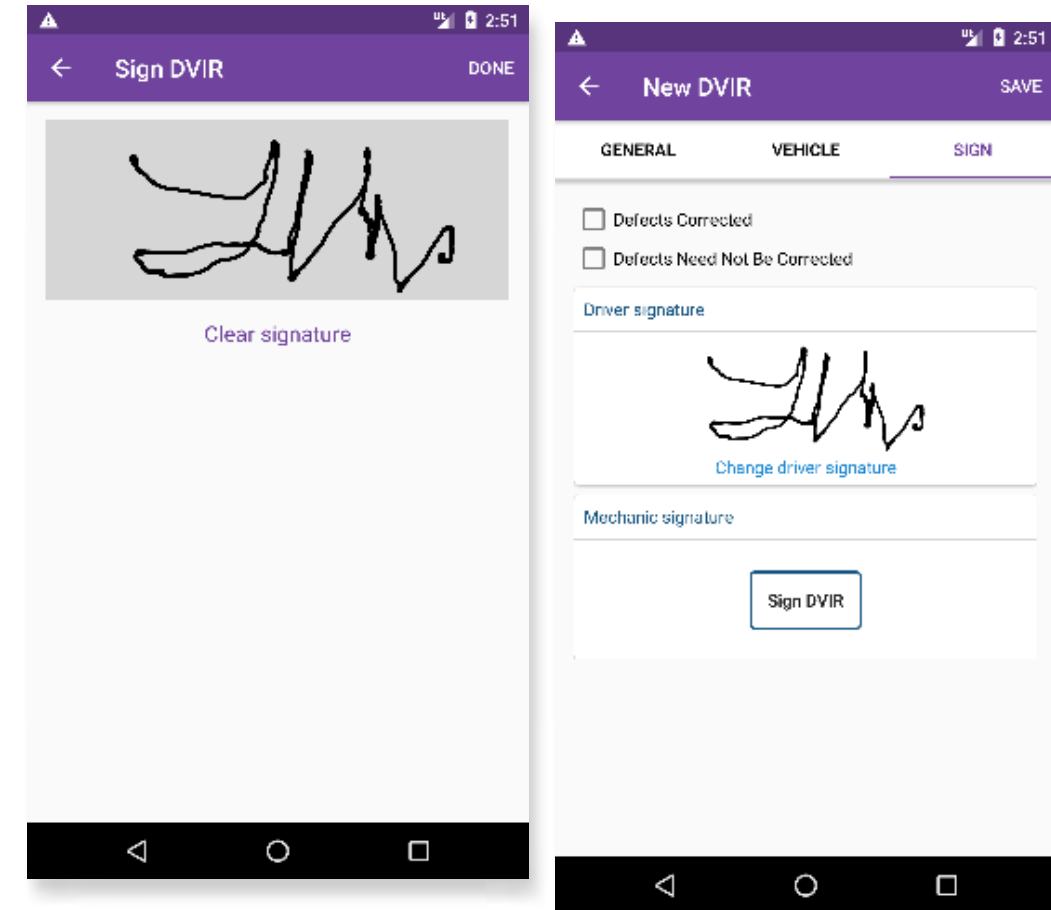 2:51
Sign DVIR
DONE
Clear signature
2:51
New DVIR
SAVE
GENERAL
VEHICLE
SIGN
Defects Corrected
Defects Need Not Be Corrected
Driver signature
Change driver signature
Mechanic signature
Sign DVIR